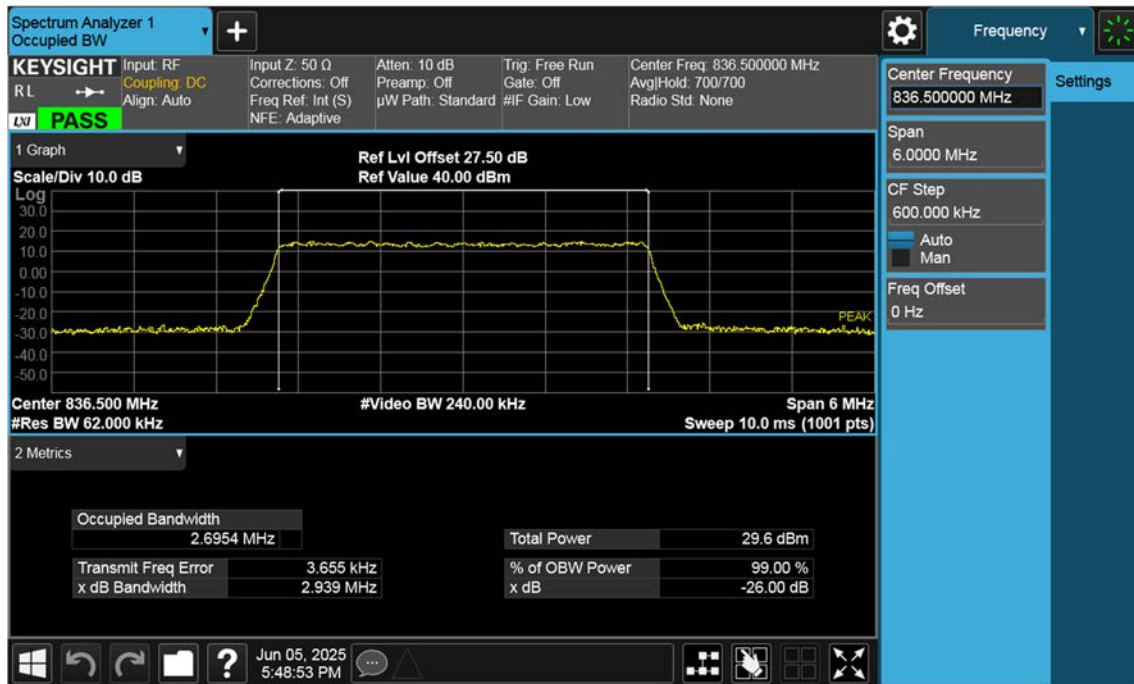 Spectrum Analyzer 1
Occupied BW
Frequency
KEYSIGHT
RL
LXI PASS
Input: RF
Coupling: DC
Align: Auto
Input Z: 50 Ω
Corrections: Off
Freq Ref: Int (S)
NFE: Adaptive
Atten: 10 dB
Preamp: Off
µW Path: Standard
Trig: Free Run
Gate: Off
#IF Gain: Low
Center Freq: 836.500000 MHz
Avg|Hold: 700/700
Radio Std: None
Center Frequency
836.500000 MHz
Settings
Span
6.0000 MHz
CF Step
600.000 kHz
Auto
Man
Freq Offset
0 Hz
1 Graph
Scale/Div 10.0 dB
Ref Lvl Offset 27.50 dB
Ref Value 40.00 dBm
Log
30.0
20.0
10.0
0.00
-10.0
-20.0
-30.0
-40.0
-50.0
PEAK
Center 836.500 MHz
#Video BW 240.00 kHz
Span 6 MHz
#Res BW 62.000 kHz
Sweep 10.0 ms (1001 pts)
2 Metrics
Occupied Bandwidth
2.6954 MHz
Total Power 29.6 dBm
Transmit Freq Error 3.655 kHz
% of OBW Power 99.00 %
x dB Bandwidth 2.939 MHz
x dB -26.00 dB
?
Jun 05, 2025
5:48:53 PM